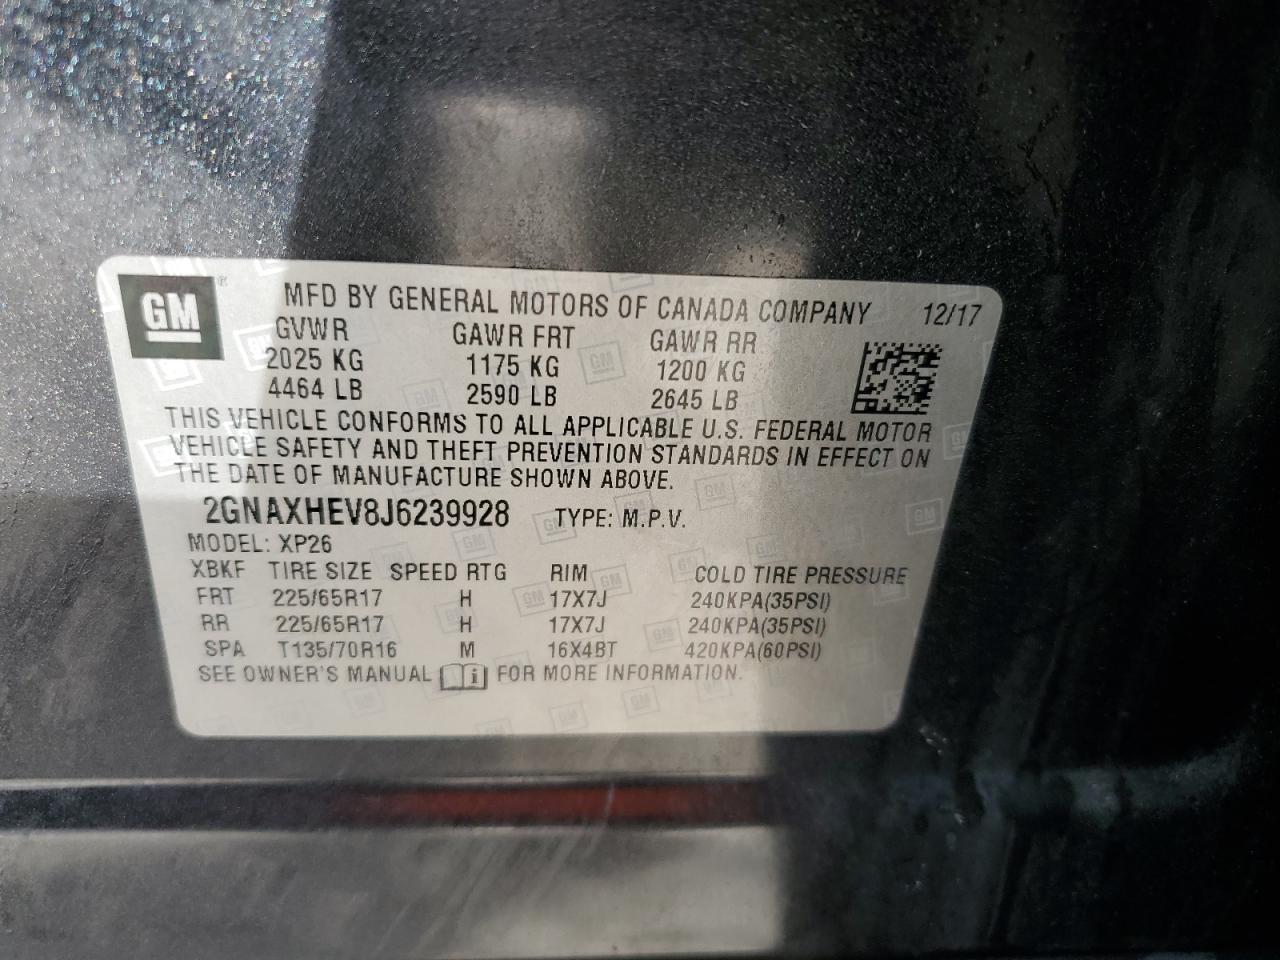 GM
MFD BY GENERAL MOTORS OF CANADA COMPANY 12/17
GVWR GAWR FRT GAWR RR
2025 KG 1175 KG 1200 KG
4464 LB 2590 LB 2645 LB
THIS VEHICLE CONFORMS TO ALL APPLICABLE U.S. FEDERAL MOTOR
VEHICLE SAFETY AND THEFT PREVENTION STANDARDS IN EFFECT ON
THE DATE OF MANUFACTURE SHOWN ABOVE.
2GNAXHEV8J6239928 TYPE: M.P.V.
MODEL: XP26
XBKF TIRE SIZE SPEED RTG RIM COLD TIRE PRESSURE
FRT 225/65R17 H 17X7J 240KPA(35PSI)
RR 225/65R17 H 17X7J 240KPA(35PSI)
SPA T135/70R16 M 16X4BT 420KPA(60PSI)
SEE OWNER'S MANUAL i FOR MORE INFORMATION.